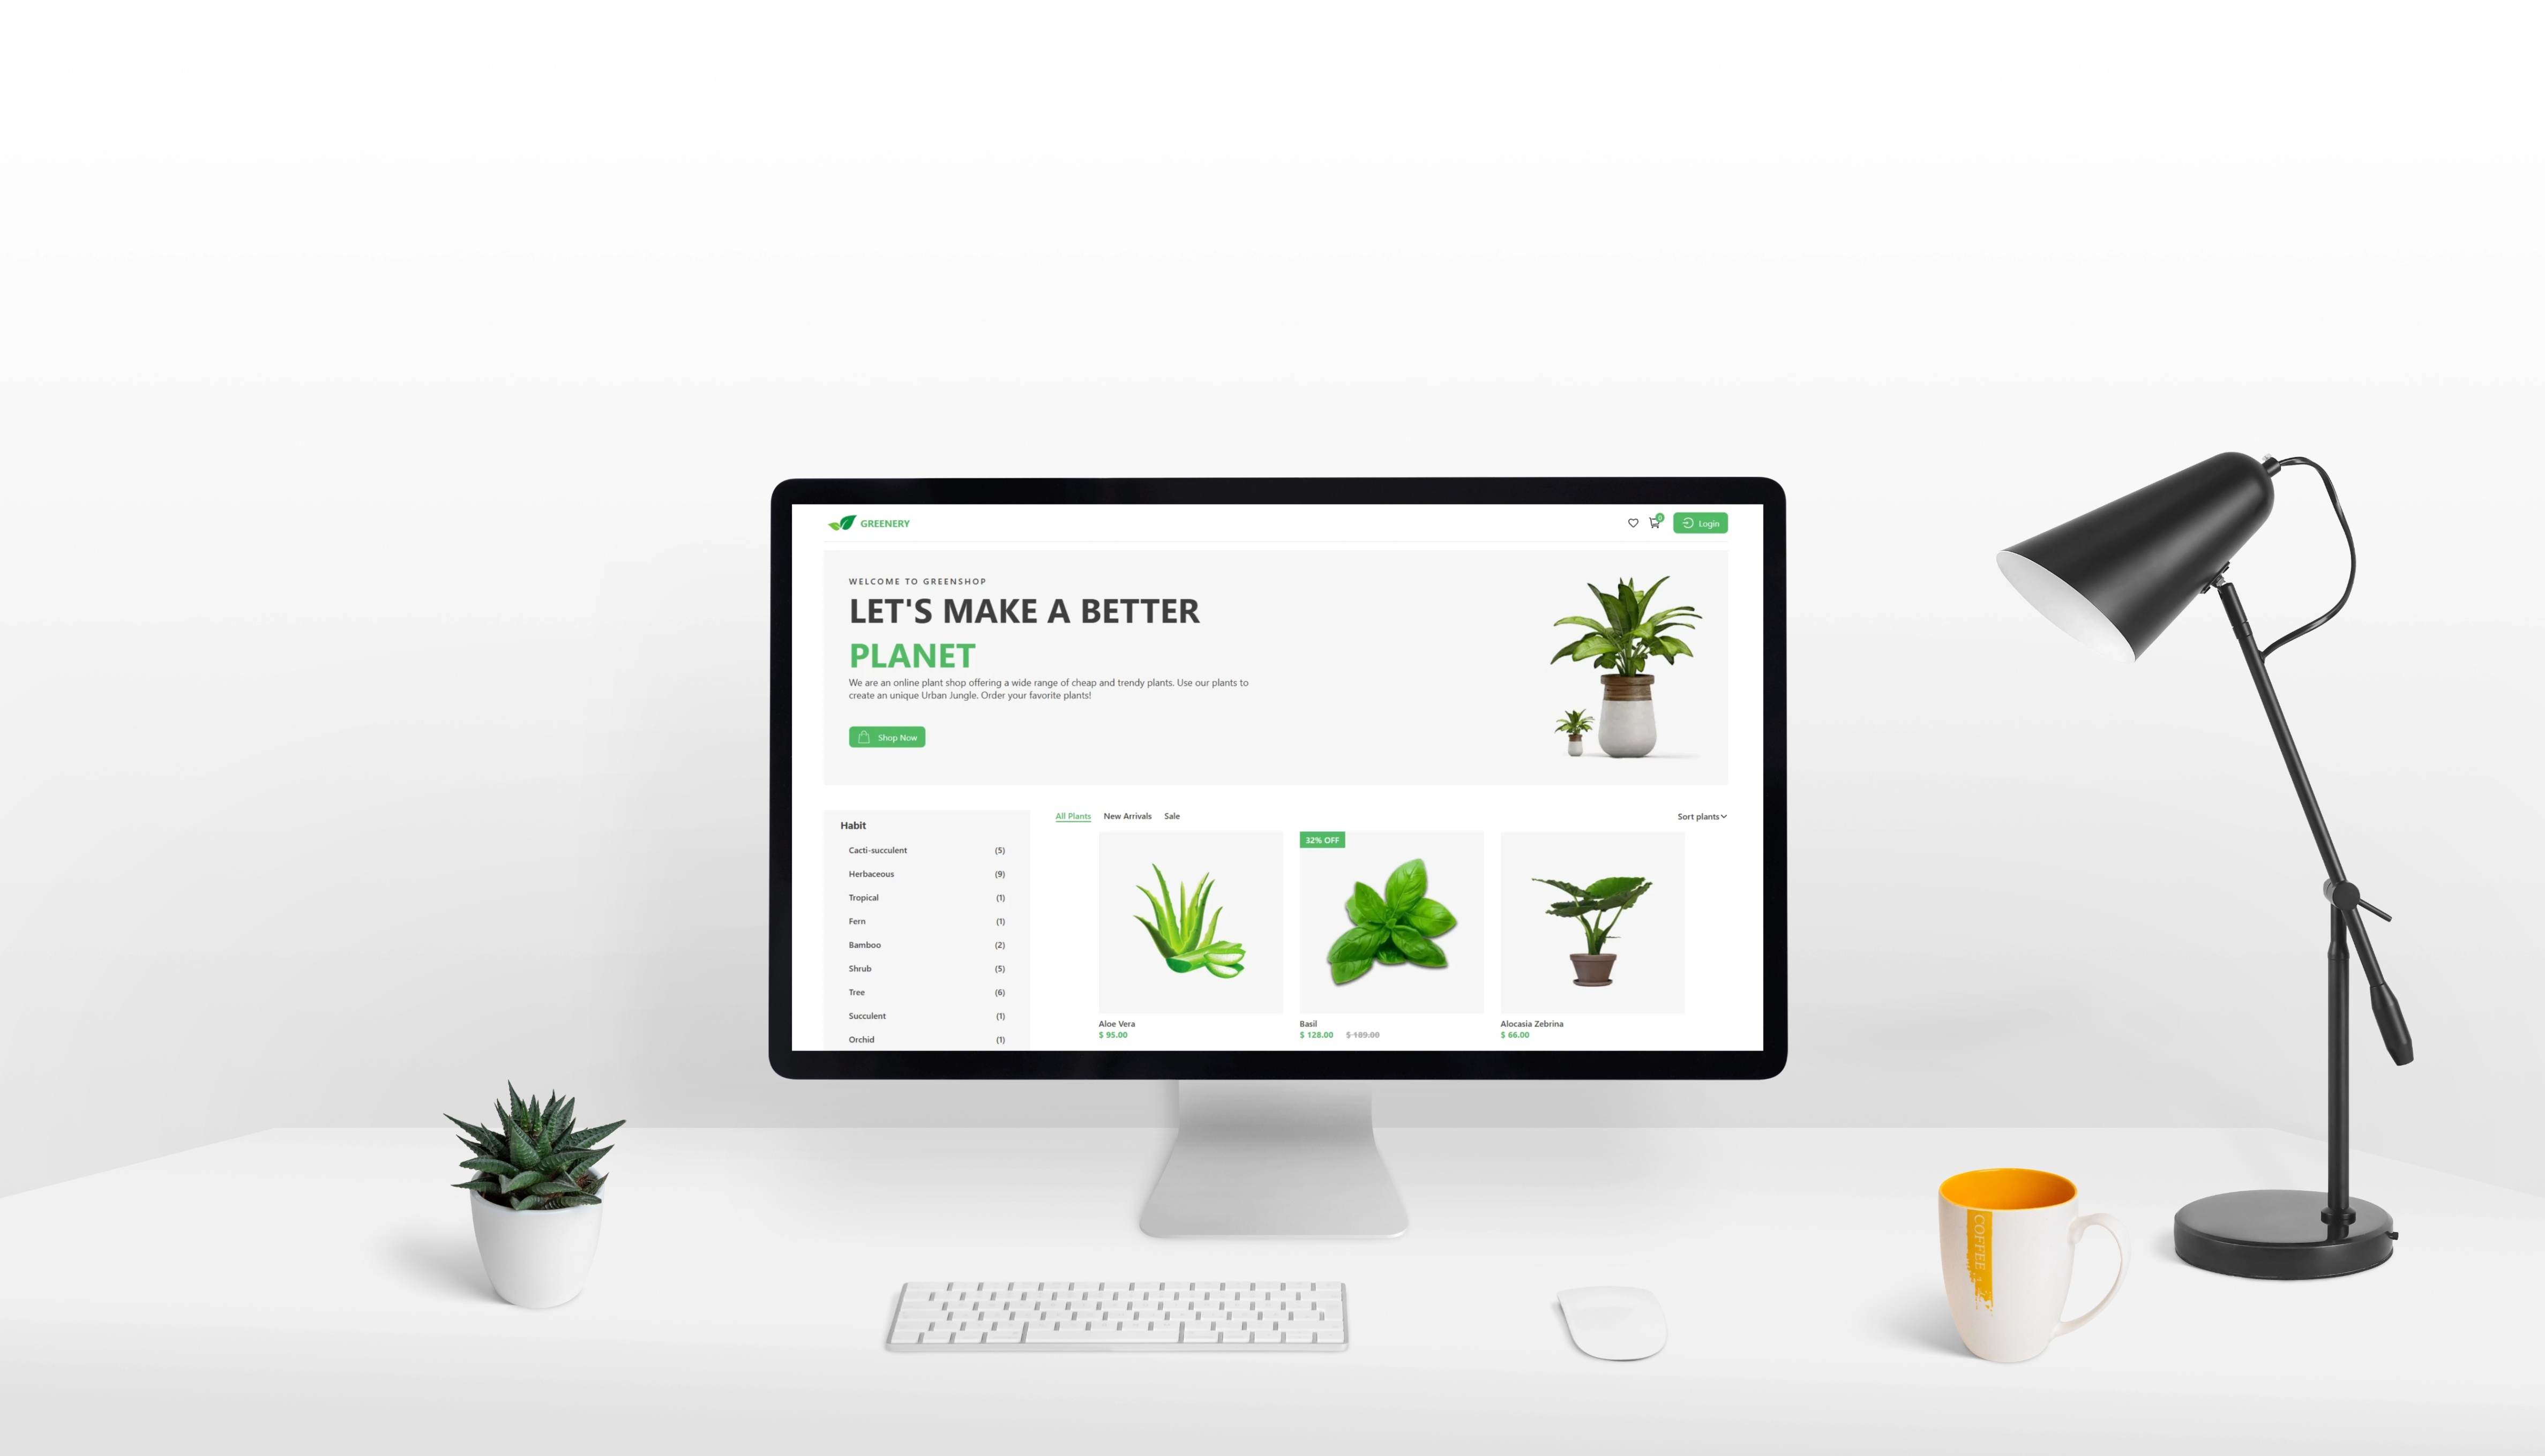 GREENERY
0
Login
WELCOME TO GREENSHOP
LET'S MAKE A BETTER
PLANET
We are an online plant shop offering a wide range of cheap and trendy plants. Use our plants to
create an unique Urban Jungle. Order your favorite plants!
Shop Now
Habit
Cacti-succulent (5)
Herbaceous (9)
Tropical (1)
Fern (1)
Bamboo (2)
Shrub (5)
Tree (6)
Succulent (1)
Orchid (1)
All Plants New Arrivals Sale
Sort plants
32% OFF
Aloe Vera
$ 95.00
Basil
$ 128.00 $ 189.00
Alocasia Zebrina
$ 66.00
COFFEE